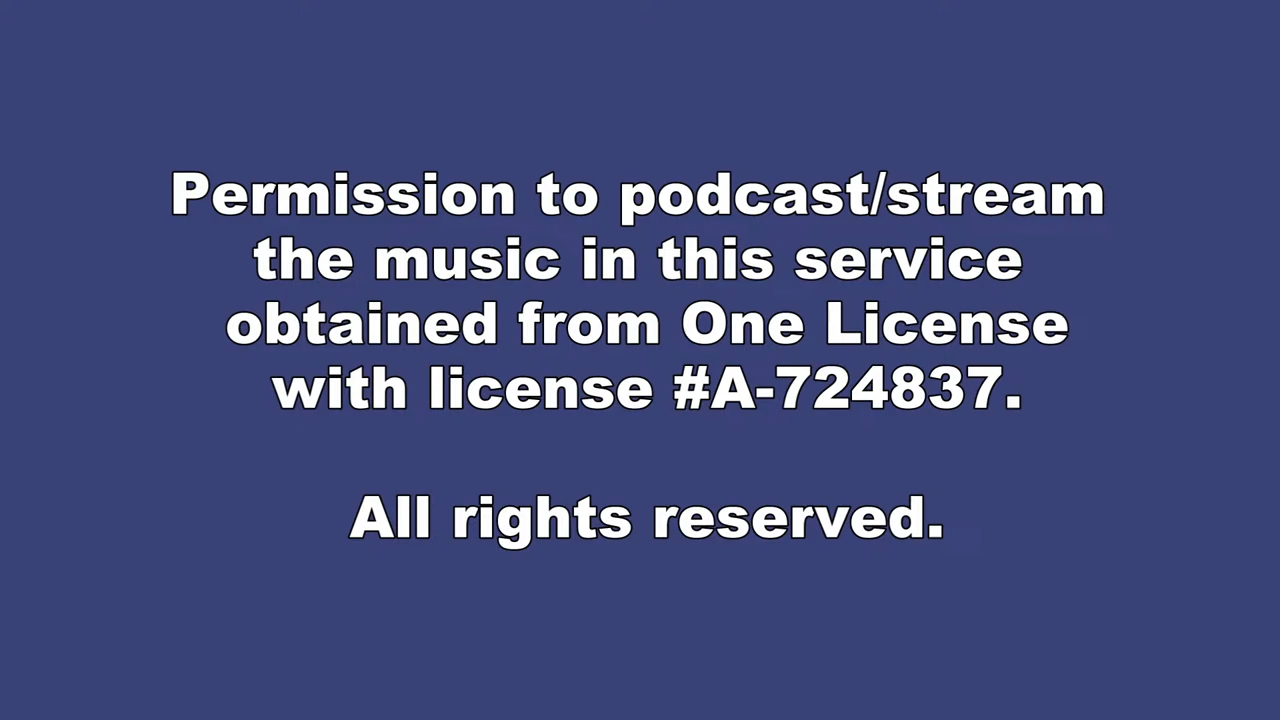 Permission to podcast/stream
the music in this service
obtained from One License
with license #A-724837.
All rights reserved.